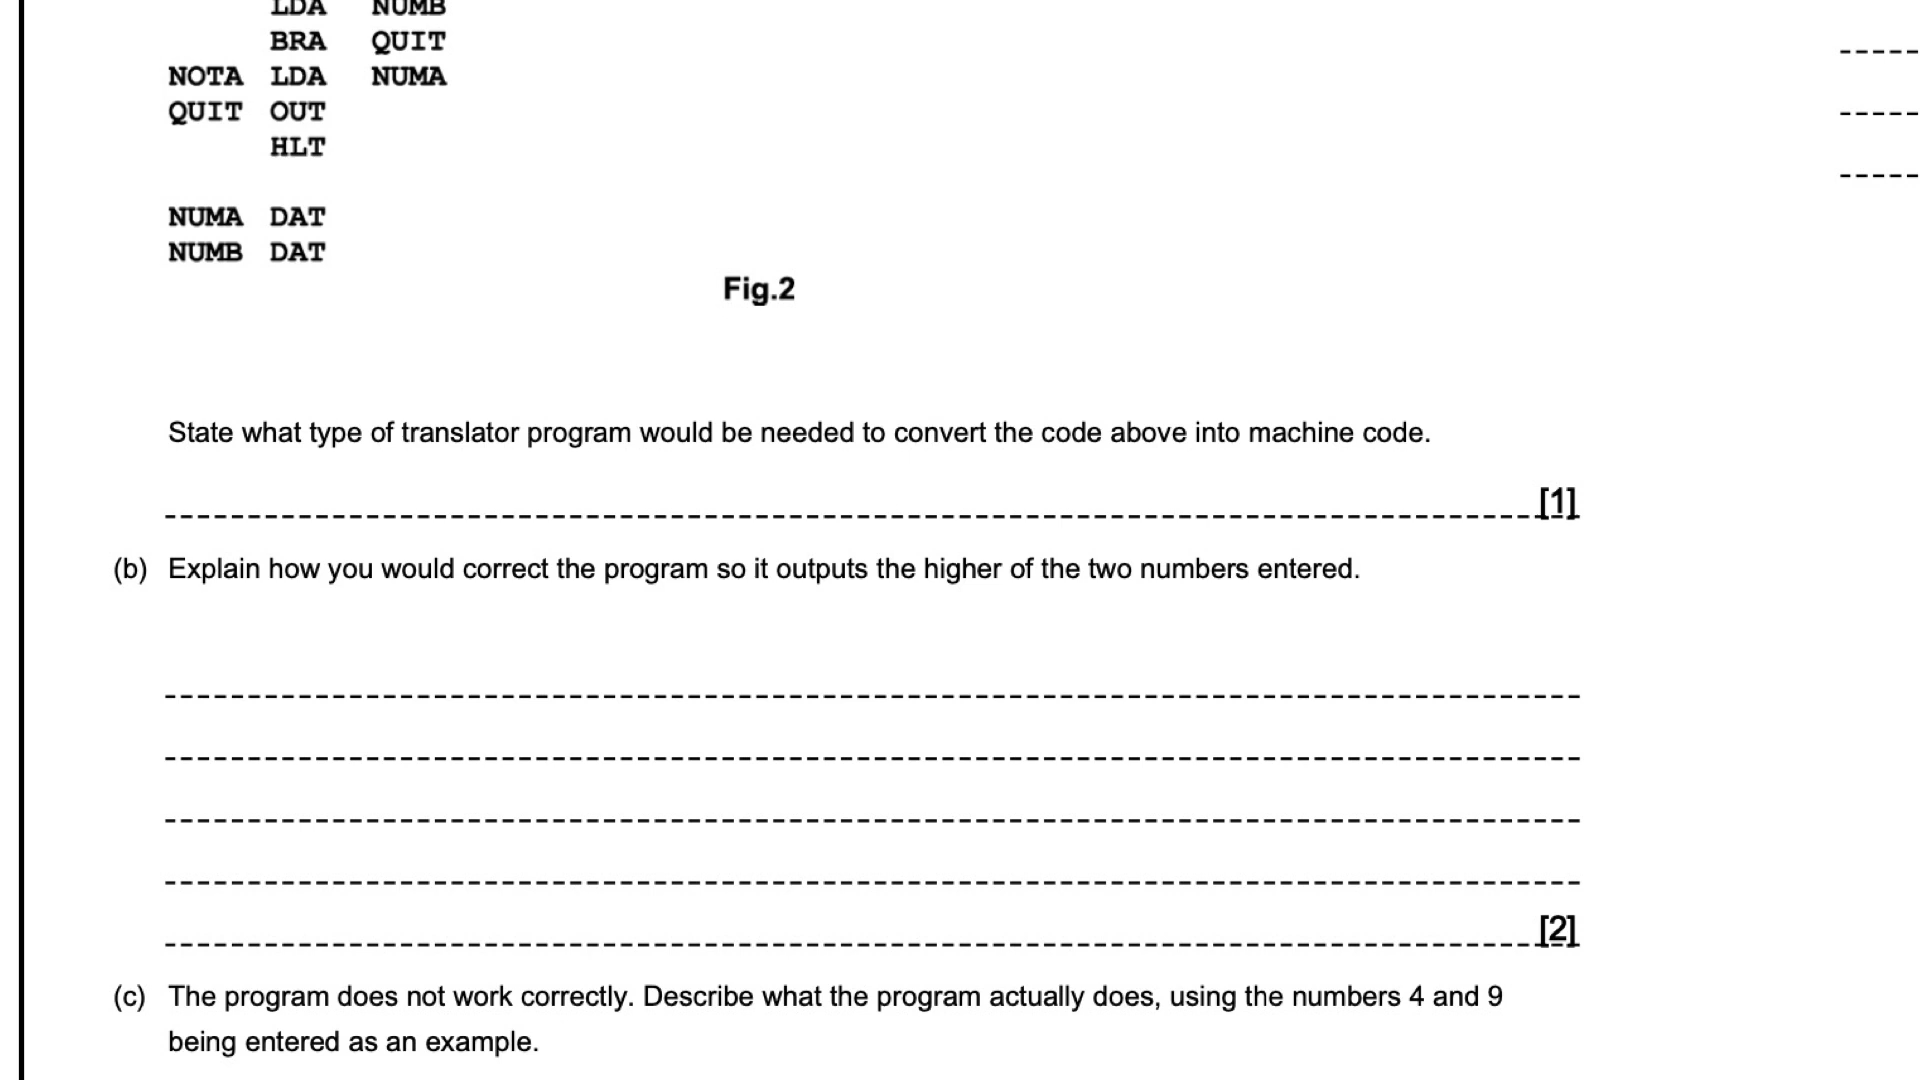 LDA NUMB
BRA QUIT
NOTA LDA NUMA
QUIT OUT
HLT
NUMA DAT
NUMB DAT
Fig.2
State what type of translator program would be needed to convert the code above into machine code.
[1]
(b) Explain how you would correct the program so it outputs the higher of the two numbers entered.
[2]
(c) The program does not work correctly. Describe what the program actually does, using the numbers 4 and 9
being entered as an example.